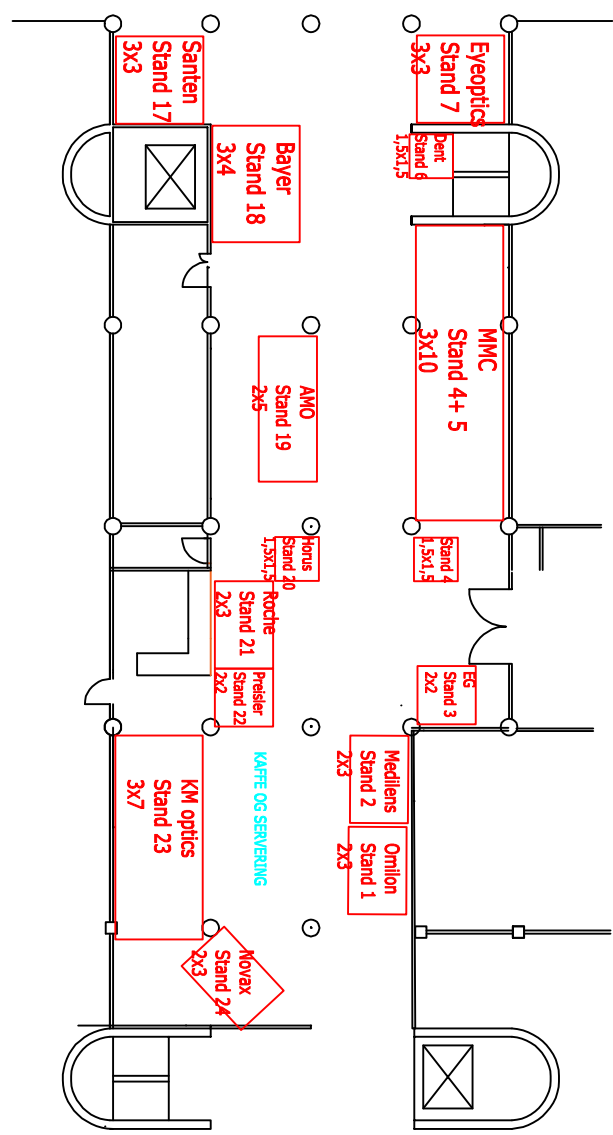 Santen
Stand 17
3x3
Eyeoptics
Stand 7
3x3
Bayer
Stand 18
3x4
Dent
Stand 6
1,5x1,5
MMC
Stand 4+ 5
3x10
AMO
Stand 19
2x5
Horus
Stand 20
1,5x1,5
Stand 4
1,5x1,5
Roche
Stand 21
2x3
Preisler
Stand 22
2x2
EG
Stand 3
2x2
KM optics
Stand 23
3x7
KAFFE OG SERVERING
Medilens
Stand 2
2x3
Omilon
Stand 1
2x3
Novax
Stand 24
2x3